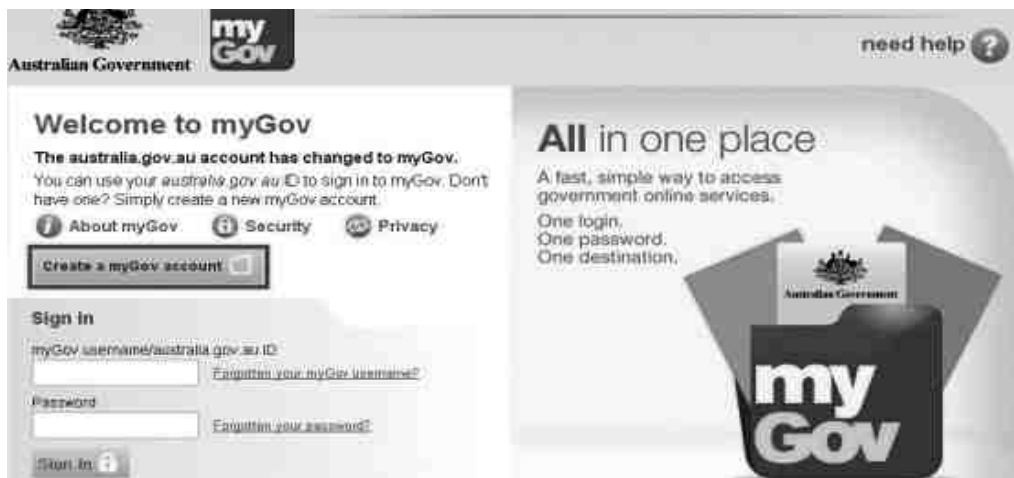 Australian Government
my
Gov
need help ?
Welcome to myGov
The australia.gov.au account has changed to myGov.
You can use your australia.gov.au ID to sign in to myGov. Don't
have one? Simply create a new myGov account.
About myGov Security Privacy
Create a myGov account
Sign in
myGov username/australia.gov.au ID
Forgotten your myGov username?
Password
Forgotten your password?
Sign in
All in one place
A fast, simple way to access
government online services.
One login.
One password.
One destination.
Australian Government
my
Gov